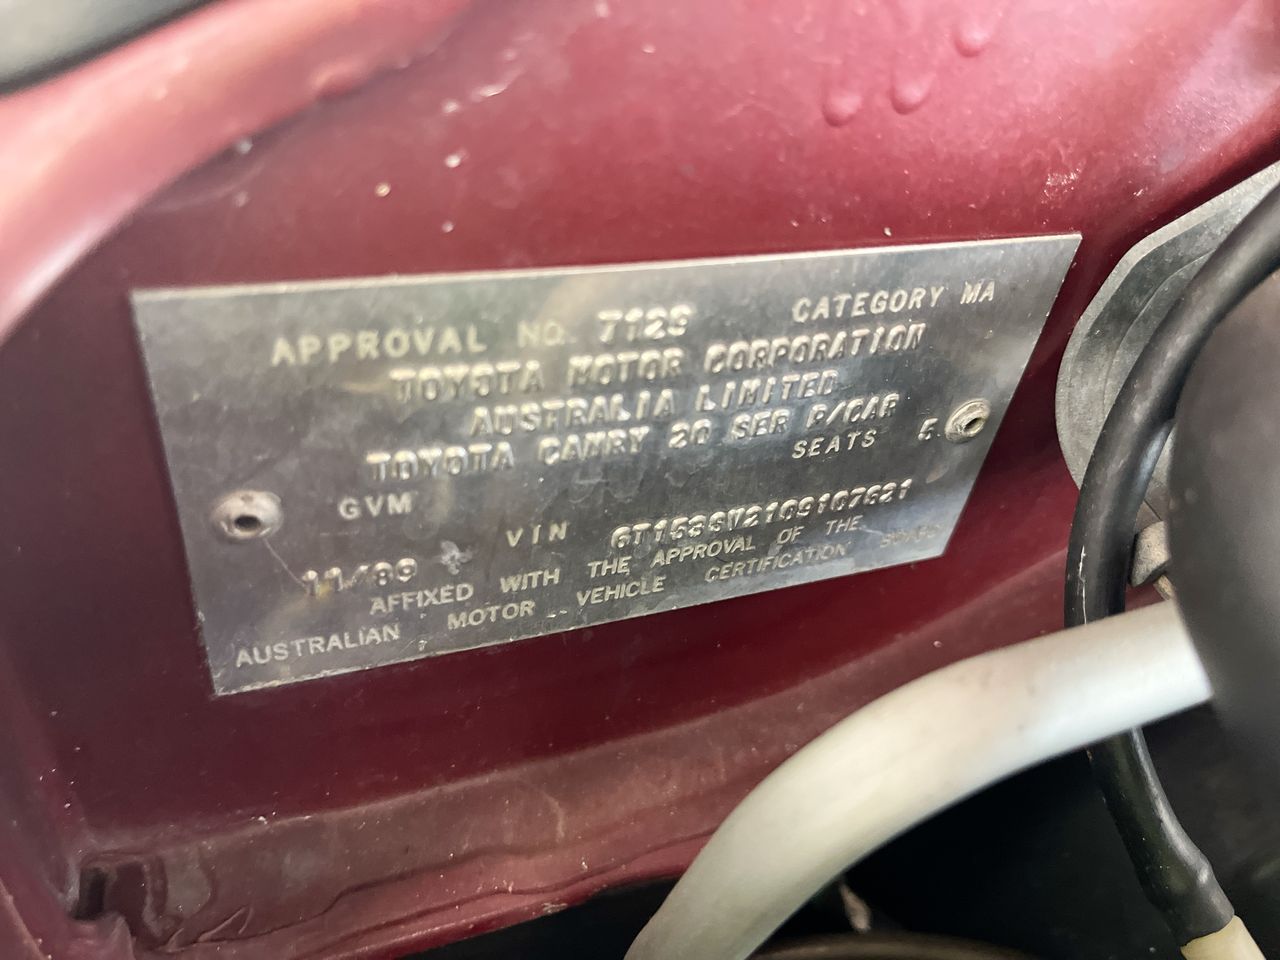 APPROVAL NO. 7129 CATEGORY MA
TOYOTA MOTOR CORPORATION
AUSTRALIA LIMITED
TOYOTA CAMRY 20 SER P/CAR
SEATS 5
GVM
VIN
11/89
AFFIXED WITH THE APPROVAL OF THE
AUSTRALIAN MOTOR VEHICLE CERTIFICATION BOARD